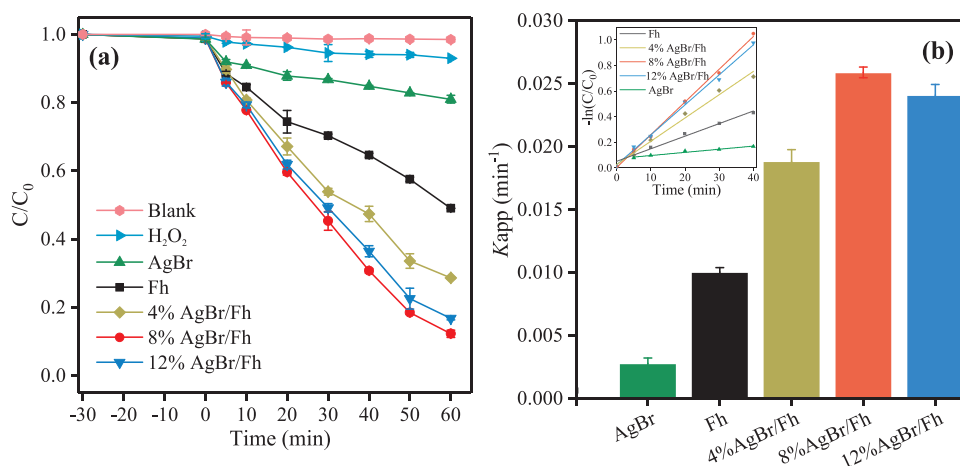 (a)
C/C₀
1.0
0.8
0.6
0.4
0.2
0.0
Blank
H₂O₂
AgBr
Fh
4% AgBr/Fh
8% AgBr/Fh
12% AgBr/Fh
-30 -20 -10 0 10 20 30 40 50 60
Time (min)
(b)
Kapp (min⁻¹)
0.030
0.025
0.020
0.015
0.010
0.005
0.000
AgBr
Fh
4%AgBr/Fh
8%AgBr/Fh
12%AgBr/Fh
-ln(C/C₀)
1.0
0.8
0.6
0.4
0.2
0.0
Fh
4% AgBr/Fh
8% AgBr/Fh
12% AgBr/Fh
AgBr
0 10 20 30 40
Time (min)